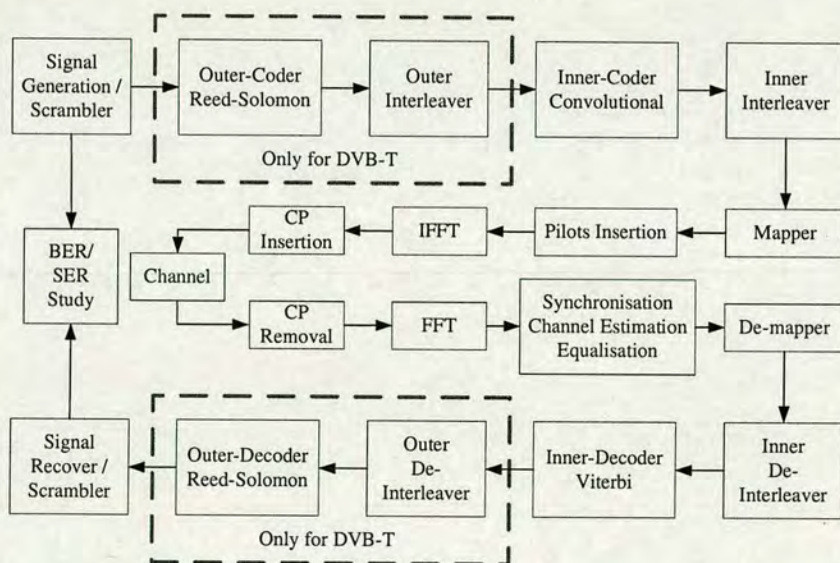 Signal
Generation /
Scrambler
Outer-Coder
Reed-Solomon
Outer
Interleaver
Only for DVB-T
Inner-Coder
Convolutional
Inner
Interleaver
BER/
SER
Study
Channel
CP
Insertion
IFFT
Pilots Insertion
Mapper
CP
Removal
FFT
Synchronisation
Channel Estimation
Equalisation
De-mapper
Signal
Recover /
Scrambler
Outer-Decoder
Reed-Solomon
Outer
De-
Interleaver
Only for DVB-T
Inner-Decoder
Viterbi
Inner
De-
Interleaver